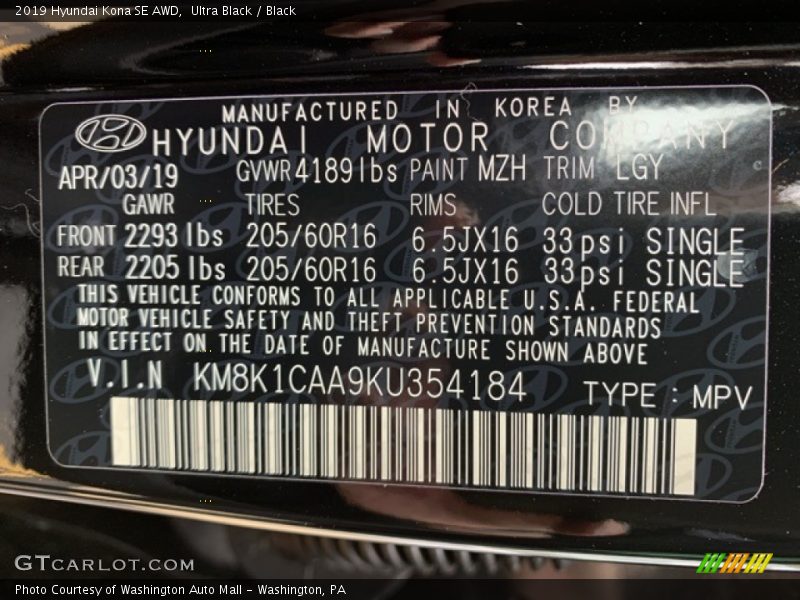 2019 Hyundai Kona SE AWD,  Ultra Black / Black
MANUFACTURED IN KOREA BY
HYUNDAI MOTOR COMPANY
APR/03/19 GVWR 4189 lbs PAINT MZH TRIM LGY
GAWR TIRES RIMS COLD TIRE INFL
FRONT 2293 lbs 205/60R16 6.5JX16 33psi SINGLE
REAR 2205 lbs 205/60R16 6.5JX16 33psi SINGLE
THIS VEHICLE CONFORMS TO ALL APPLICABLE U.S.A. FEDERAL
MOTOR VEHICLE SAFETY AND THEFT PREVENTION STANDARDS
IN EFFECT ON THE DATE OF MANUFACTURE SHOWN ABOVE
V.I.N KM8K1CAA9KU354184 TYPE : MPV
GTCARLOT.COM
Photo Courtesy of Washington Auto Mall - Washington, PA